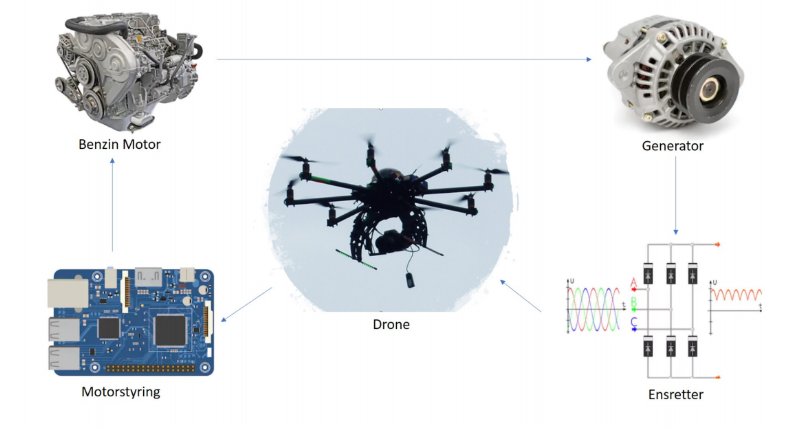 Benzin Motor
Generator
Drone
Motorstyring
Ensretter
A
B
C
U
t
U
t